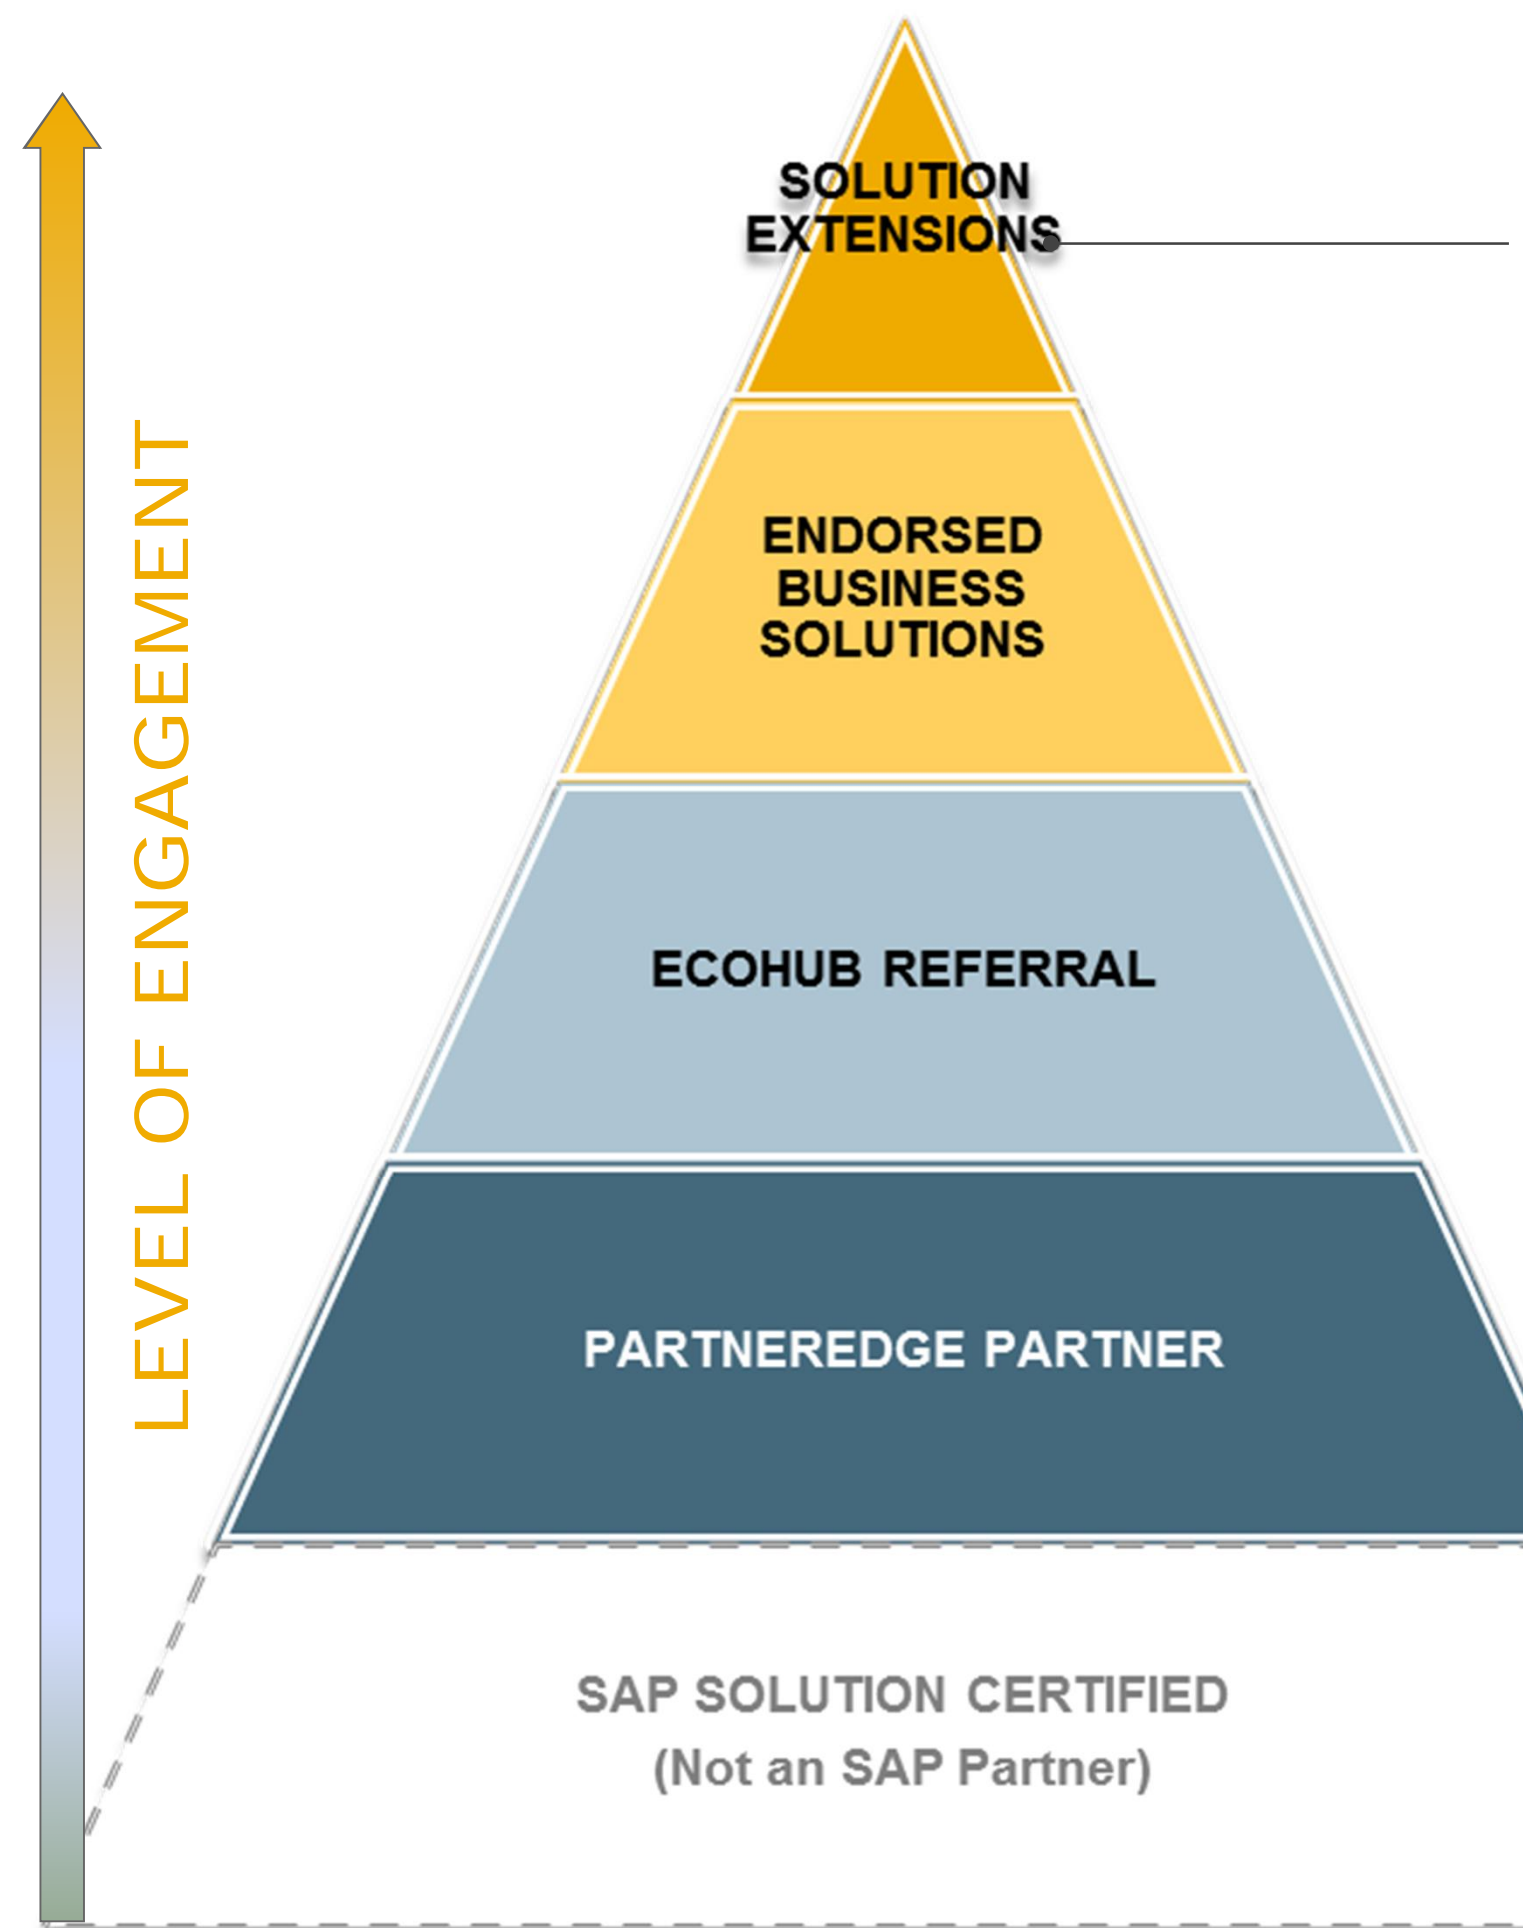 SOLUTION
EXTENSIONS
LEVEL OF ENGAGEMENT
ENDORSED
BUSINESS
SOLUTIONS
ECOHUB REFERRAL
PARTNEREDGE PARTNER
SAP SOLUTION CERTIFIED
(Not an SAP Partner)